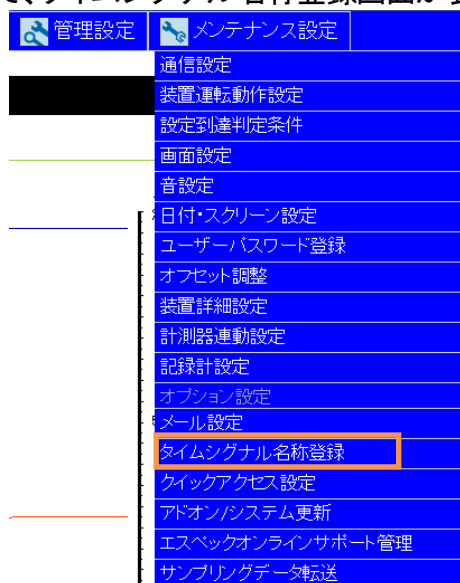 タイムシグナル名称登録画面が
管理設定 メンテナンス設定
通信設定
装置運転動作設定
設定到達判定条件
画面設定
音設定
日付・スクリーン設定
ユーザーパスワード登録
オフセット調整
装置詳細設定
計測器連動設定
記録計設定
オプション設定
メール設定
タイムシグナル名称登録
クイックアクセス設定
アドオン/システム更新
エスペックオンラインサポート管理
サンプリングデータ転送